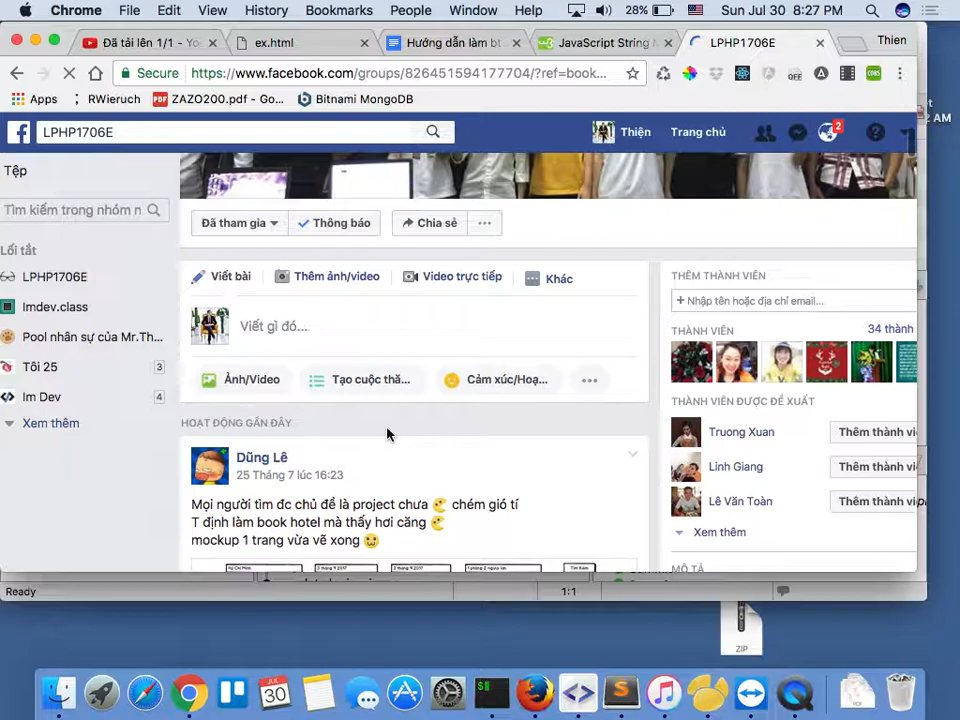 Chrome File Edit View History Bookmarks People Window Help 28% Sun Jul 30 8:27 PM
Đã tải lên 1/1 - Yo
ex.html
Hướng dẫn làm bt
JavaScript String M
LPHP1706E
Thien
Secure https://www.facebook.com/groups/826451594177704/?ref=book...
OFF
CORS
Apps RWieruch PDF ZAZO200.pdf - Go... Bitnami MongoDB
2 AM
LPHP1706E
Thiện Trang chủ 2
Tệp
Tìm kiếm trong nhóm n
Lối tắt
LPHP1706E
Imdev.class
Pool nhân sự của Mr.Th...
Tôi 25 3
Im Dev 4
Xem thêm
Đã tham gia Thông báo Chia sẻ
Viết bài Thêm ảnh/video Video trực tiếp Khác
Viết gì đó...
Ảnh/Video Tạo cuộc thă... Cảm xúc/Hoạ...
HOẠT ĐỘNG GẦN ĐÂY
Dũng Lê
25 Tháng 7 lúc 16:23
Mọi người tìm đc chủ đề là project chưa chém gió tí
T định làm book hotel mà thấy hơi căng
mockup 1 trang vừa vẽ xong
Tìm Kiếm
THÊM THÀNH VIÊN
+ Nhập tên hoặc địa chỉ email...
THÀNH VIÊN 34 thành
THÀNH VIÊN ĐƯỢC ĐỀ XUẤT
Truong Xuan Thêm thành vi
Linh Giang Thêm thành vi
Lê Văn Toàn Thêm thành vi
Xem thêm
MÔ TẢ
Ready 1:1
ZIP
JUL
30
PDF